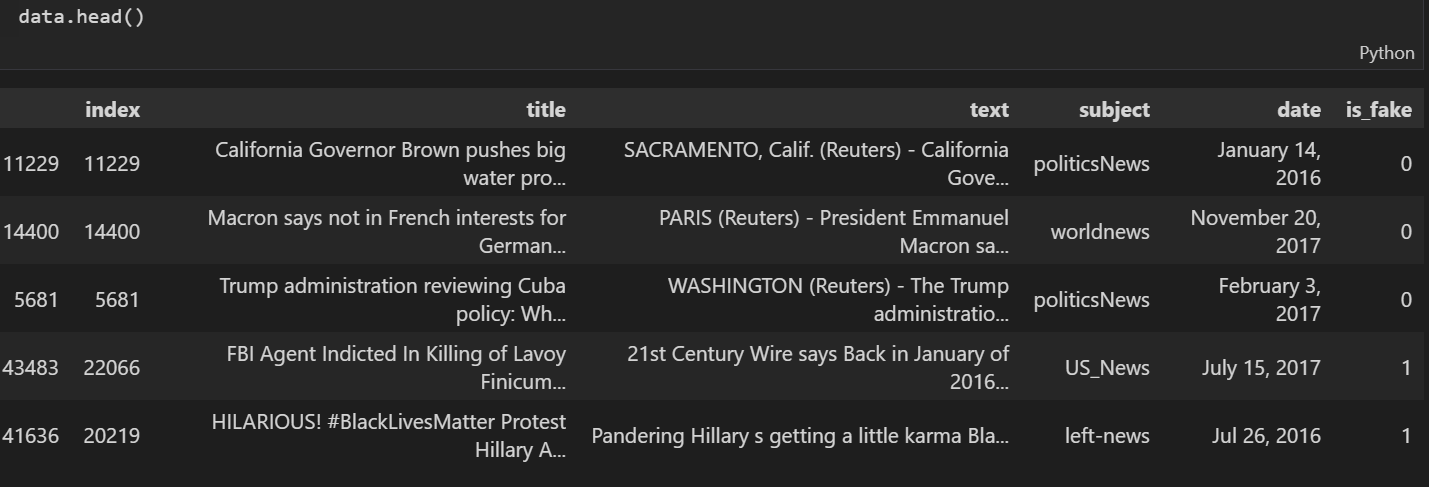 data.head()
Python
index title text subject date is_fake
11229 11229 California Governor Brown pushes big water pro... SACRAMENTO, Calif. (Reuters) - California Gove... politicsNews January 14, 2016 0
14400 14400 Macron says not in French interests for German... PARIS (Reuters) - President Emmanuel Macron sa... worldnews November 20, 2017 0
5681 5681 Trump administration reviewing Cuba policy: Wh... WASHINGTON (Reuters) - The Trump administratio... politicsNews February 3, 2017 0
43483 22066 FBI Agent Indicted In Killing of Lavoy Finicum... 21st Century Wire says Back in January of 2016... US_News July 15, 2017 1
41636 20219 HILARIOUS! #BlackLivesMatter Protest Hillary A... Pandering Hillary s getting a little karma Bla... left-news Jul 26, 2016 1